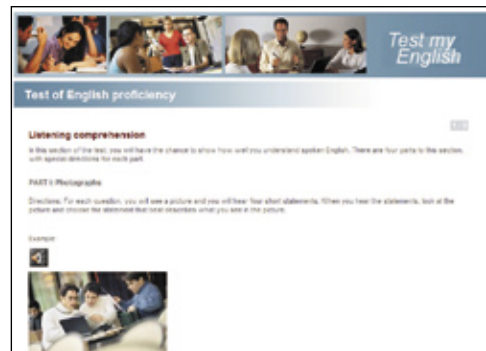 Test my
English
Test of English proficiency
Listening comprehension
In this section of the test, you will have the chance to show how well you understand spoken English. There are four parts to this section,
with special directions for each part.
PART I: Photographs
Directions: For each question, you will see a picture and you will hear four short statements. When you hear the statements, look at the
picture and choose the statement that best describes what you see in the picture.
Example